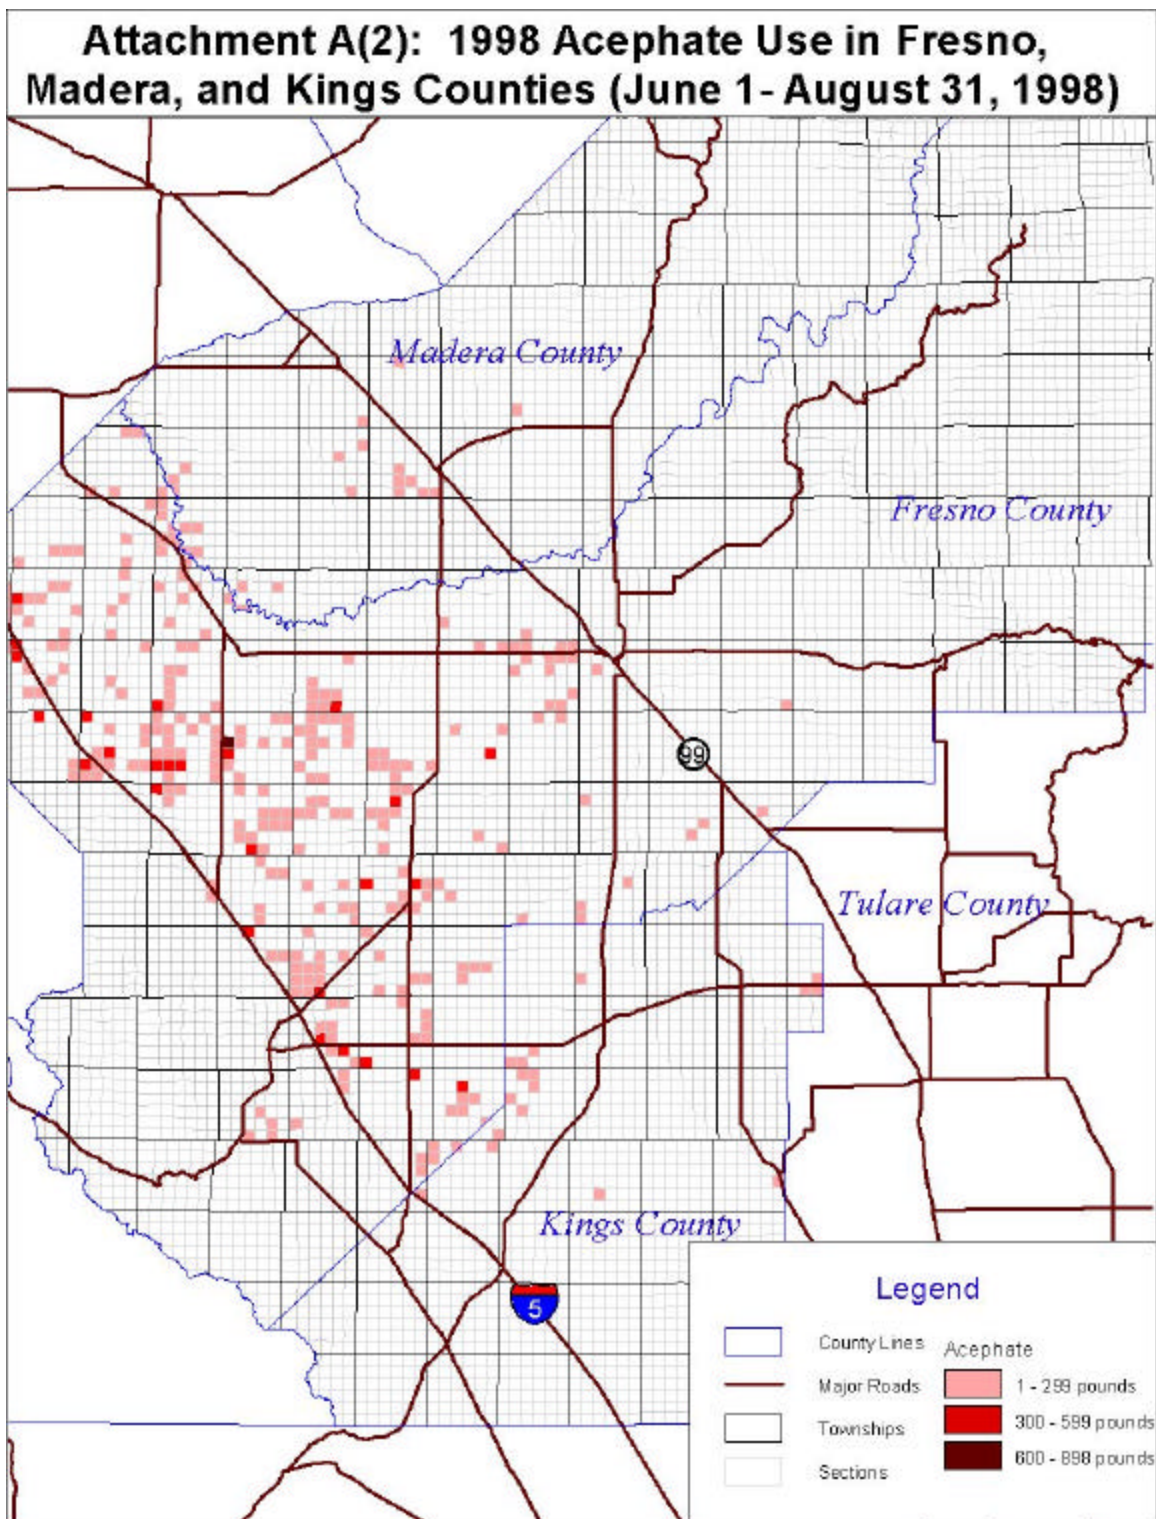 Attachment A(2): 1998 Acephate Use in Fresno,
Madera, and Kings Counties (June 1- August 31, 1998)
Madera County
Fresno County
99
Tulare County
Kings County
5
Legend
County Lines
Major Roads
Townships
Sections
Acephate
1 - 299 pounds
300 - 599 pounds
600 - 898 pounds